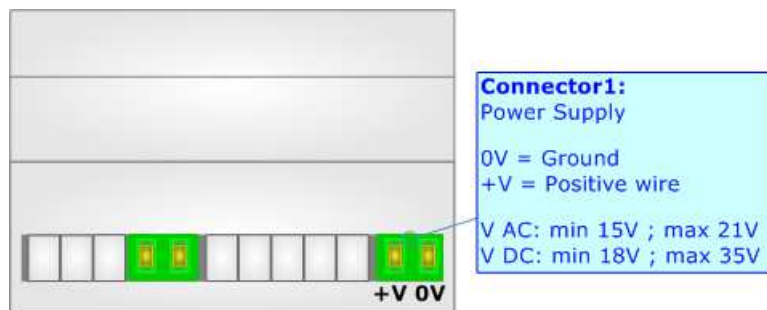 Connector1:
Power Supply
0V = Ground
+V = Positive wire
V AC: min 15V ; max 21V
V DC: min 18V ; max 35V
+V 0V